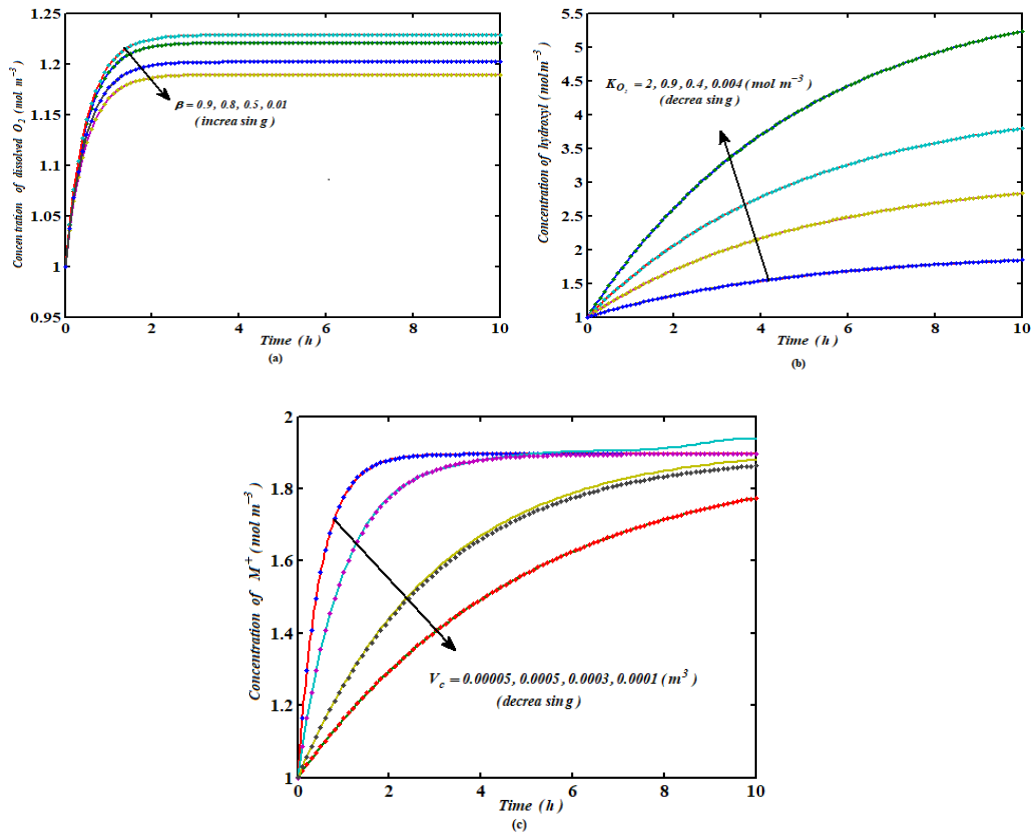 1.25
1.2
1.15
1.1
1.05
1
0.95
Concentration of dissolved O₂ (mol m⁻³)
β = 0.9, 0.8, 0.5, 0.01
(increa sin g)
0 2 4 6 8 10
Time (h)
(a)
5.5
5
4.5
4
3.5
3
2.5
2
1.5
1
Concentration of hydroxyl (mol m⁻³)
K_O₂ = 2, 0.9, 0.4, 0.004 (mol m⁻³)
(decrea sin g)
0 2 4 6 8 10
Time (h)
(b)
2
1.8
1.6
1.4
1.2
1
Concentration of M⁺ (mol m⁻³)
V_c = 0.00005, 0.0005, 0.0003, 0.0001 (m³)
(decrea sin g)
0 2 4 6 8 10
Time (h)
(c)